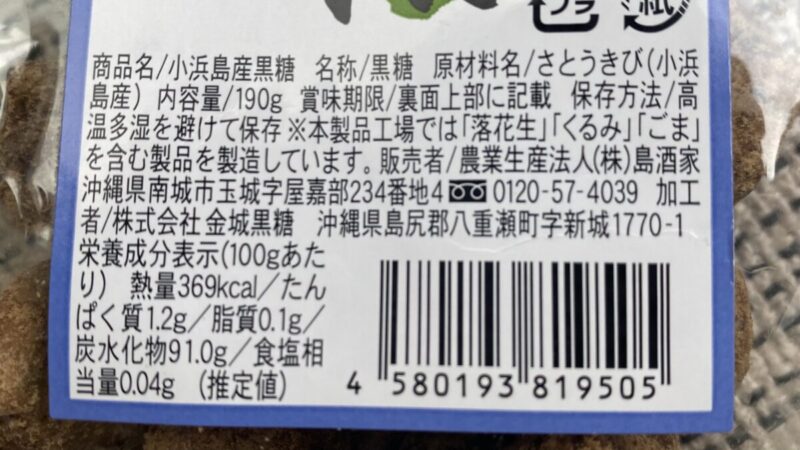 プラ
紙
商品名/小浜島産黒糖 名称/黒糖 原材料名/さとうきび(小浜
島産) 内容量/190g 賞味期限/裏面上部に記載 保存方法/高
温多湿を避けて保存 ※本製品工場では「落花生」「くるみ」「ごま」
を含む製品を製造しています。販売者/農業生産法人(株)島酒家
沖縄県南城市玉城字屋嘉部234番地4 0120-57-4039 加工
者/株式会社金城黒糖 沖縄県島尻郡八重瀬町字新城1770-1
栄養成分表示(100gあた
り) 熱量369kcal/たん
ぱく質1.2g/脂質0.1g/
炭水化物91.0g/食塩相
当量0.04g (推定値)
4 580193 819505